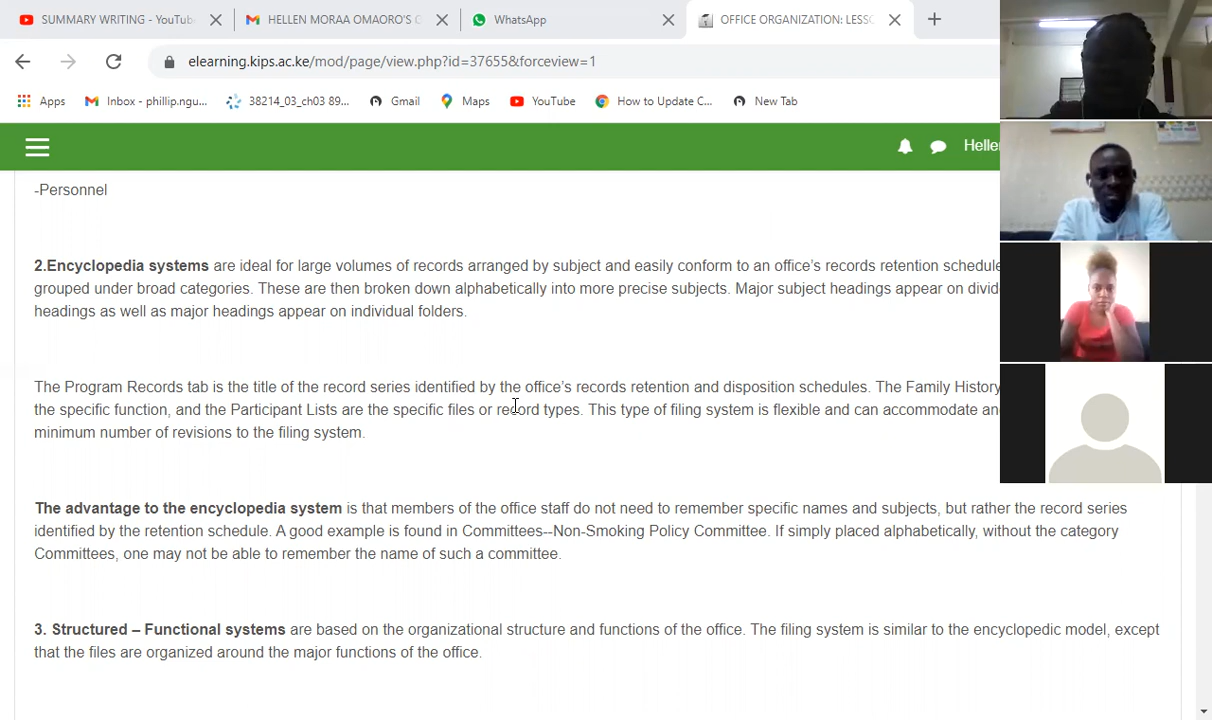 SUMMARY WRITING - YouTub
HELLEN MORAA OMAORO'S C
WhatsApp
OFFICE ORGANIZATION: LESSO
elearning.kips.ac.ke/mod/page/view.php?id=37655&forceview=1
Apps
Inbox - phillip.ngu...
38214_03_ch03 89...
Gmail
Maps
YouTube
How to Update C...
New Tab
Helle
-Personnel
2.Encyclopedia systems are ideal for large volumes of records arranged by subject and easily conform to an office's records retention schedule
grouped under broad categories. These are then broken down alphabetically into more precise subjects. Major subject headings appear on divid
headings as well as major headings appear on individual folders.
The Program Records tab is the title of the record series identified by the office's records retention and disposition schedules. The Family History
the specific function, and the Participant Lists are the specific files or record types. This type of filing system is flexible and can accommodate an
minimum number of revisions to the filing system.
The advantage to the encyclopedia system is that members of the office staff do not need to remember specific names and subjects, but rather the record series
identified by the retention schedule. A good example is found in Committees--Non-Smoking Policy Committee. If simply placed alphabetically, without the category
Committees, one may not be able to remember the name of such a committee.
3. Structured – Functional systems are based on the organizational structure and functions of the office. The filing system is similar to the encyclopedic model, except
that the files are organized around the major functions of the office.